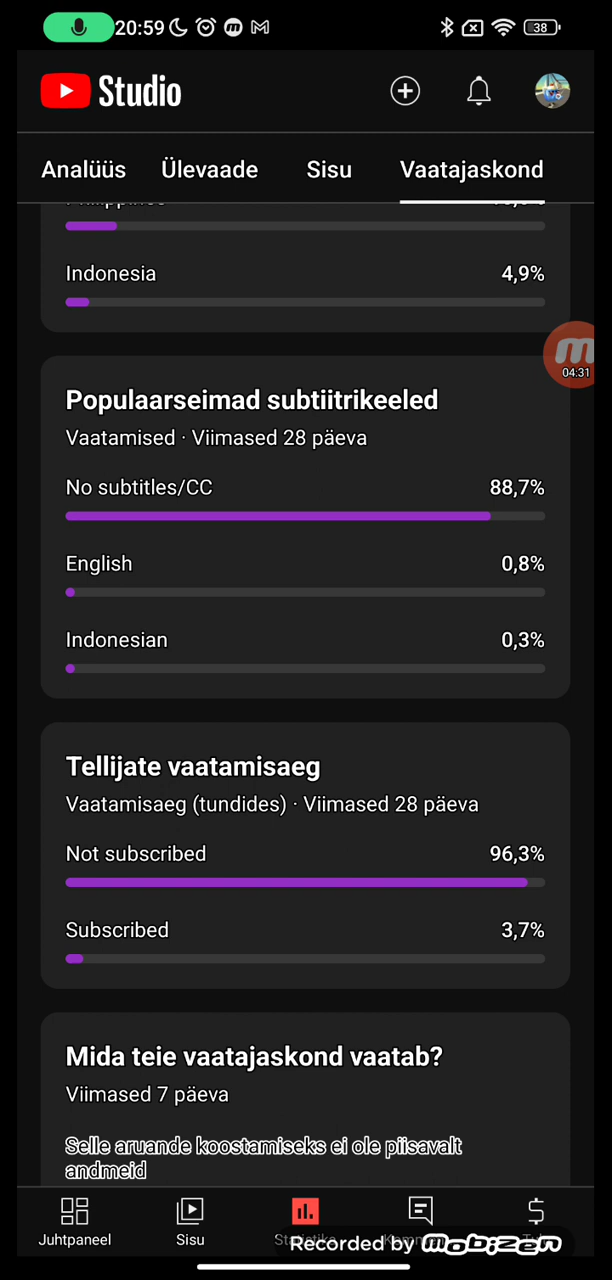 20:59
38
Studio
Analüüs Ülevaade Sisu Vaatajaskond
Indonesia 4,9%
04:31
Populaarseimad subtiitrikeeled
Vaatamised · Viimased 28 päeva
No subtitles/CC 88,7%
English 0,8%
Indonesian 0,3%
Tellijate vaatamisaeg
Vaatamisaeg (tundides) · Viimased 28 päeva
Not subscribed 96,3%
Subscribed 3,7%
Mida teie vaatajaskond vaatab?
Viimased 7 päeva
Selle aruande koostamiseks ei ole piisavalt
andmeid
Juhtpaneel Sisu Statistika
Recorded by mobizen